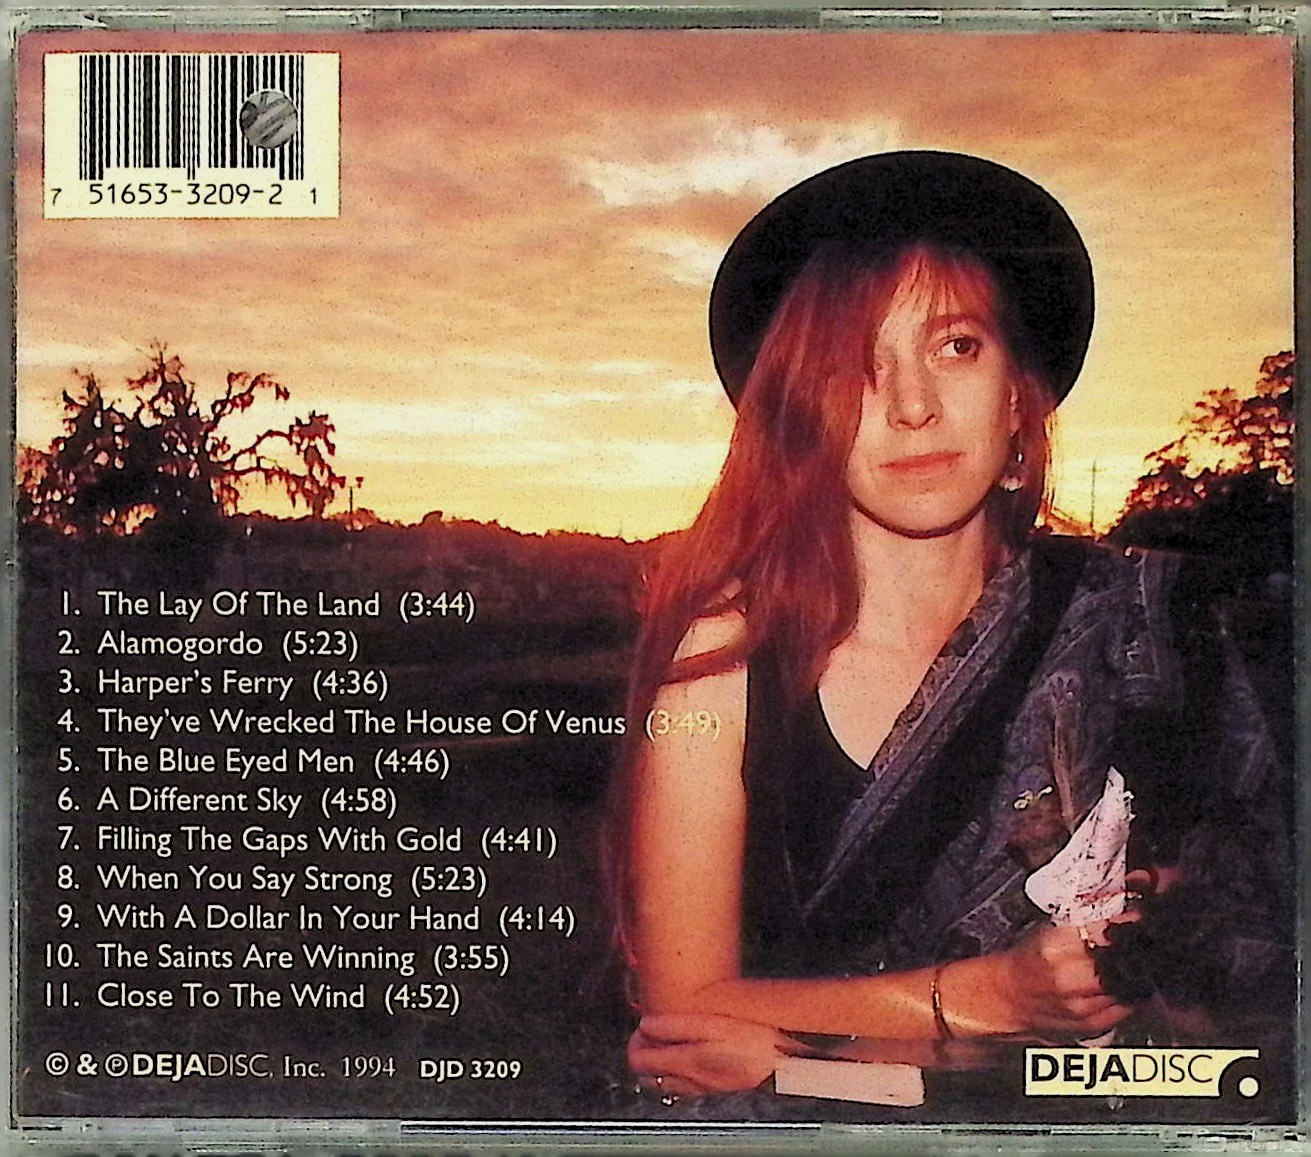 7 51653-3209-2 1
1. The Lay Of The Land (3:44)
2. Alamogordo (5:23)
3. Harper's Ferry (4:36)
4. They've Wrecked The House Of Venus (3:49)
5. The Blue Eyed Men (4:46)
6. A Different Sky (4:58)
7. Filling The Gaps With Gold (4:41)
8. When You Say Strong (5:23)
9. With A Dollar In Your Hand (4:14)
10. The Saints Are Winning (3:55)
11. Close To The Wind (4:52)
© & ℗ DEJADISC, Inc. 1994 DJD 3209
DEJADISC